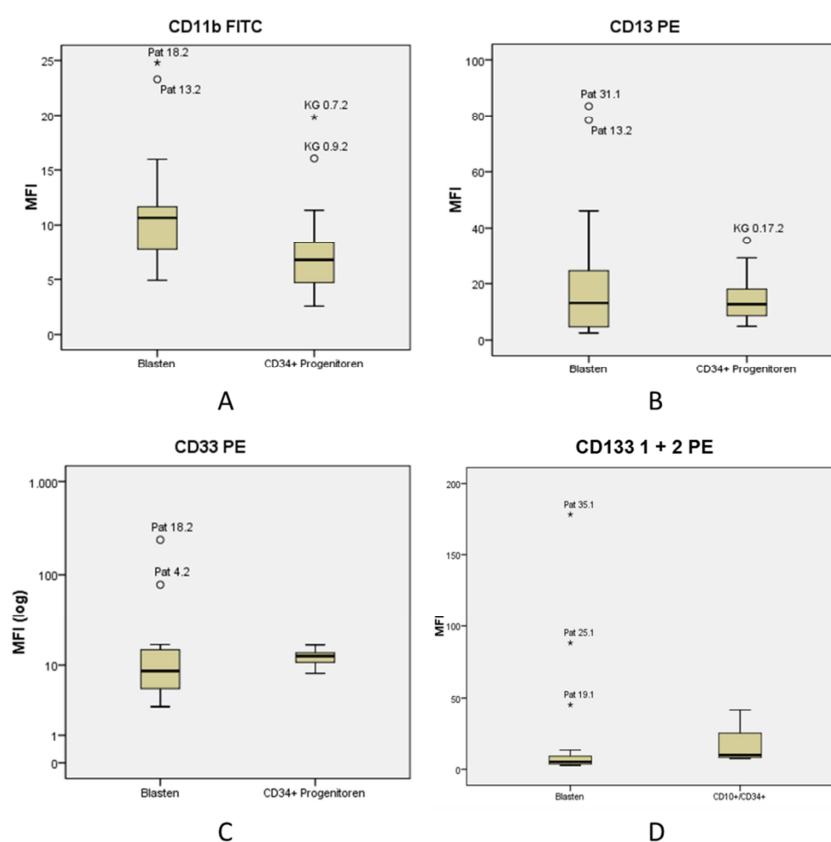 CD11b FITC
MFI
25
20
15
10
5
0
Pat 18.2
*
Pat 13.2
KG 0.7.2
*
KG 0.9.2
Blasten
CD34+ Progenitoren
A
CD13 PE
MFI
100
80
60
40
20
0
Pat 31.1
Pat 13.2
KG 0.17.2
Blasten
CD34+ Progenitoren
B
CD33 PE
MFI (log)
1.000
100
10
1
0
Pat 18.2
Pat 4.2
Blasten
CD34+ Progenitoren
C
CD133 1 + 2 PE
MFI
200
150
100
50
0
Pat 35.1
*
Pat 25.1
*
Pat 19.1
*
Blasten
CD10+/CD34+
D